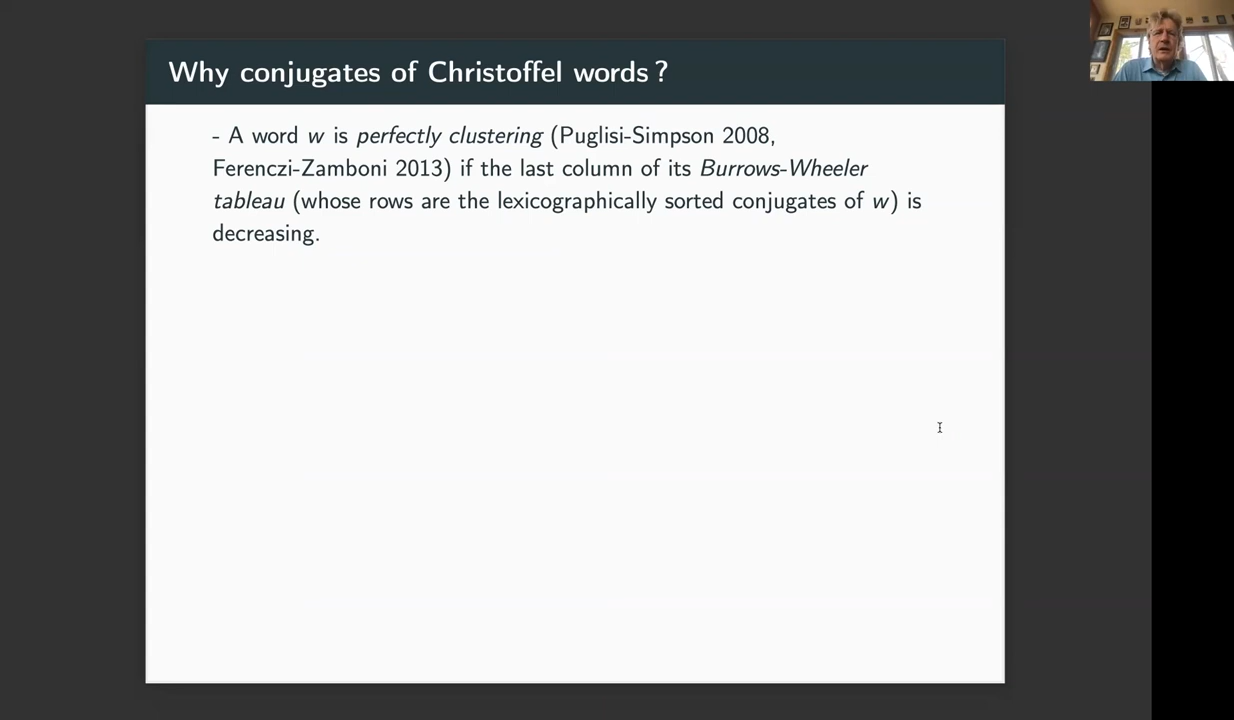 Why conjugates of Christoffel words ?
- A word w is perfectly clustering (Puglisi-Simpson 2008,
Ferenczi-Zamboni 2013) if the last column of its Burrows-Wheeler
tableau (whose rows are the lexicographically sorted conjugates of w) is
decreasing.